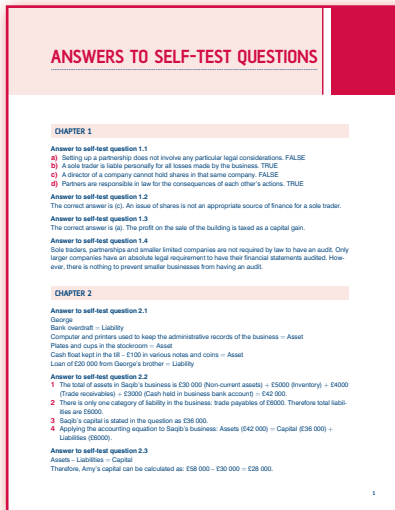 ANSWERS TO SELF-TEST QUESTIONS
CHAPTER 1
Answer to self-test question 1.1
a) Setting up a partnership does not involve any particular legal considerations. FALSE
b) A sole trader is liable personally for all losses made by the business. TRUE
c) A director of a company cannot hold shares in that same company. FALSE
d) Partners are responsible in law for the consequences of each other's actions. TRUE
Answer to self-test question 1.2
The correct answer is (c). An issue of shares is not an appropriate source of finance for a sole trader.
Answer to self-test question 1.3
The correct answer is (a). The profit on the sale of the building is taxed as a capital gain.
Answer to self-test question 1.4
Sole traders, partnerships and smaller limited companies are not required by law to have an audit. Only
larger companies have an absolute legal requirement to have their financial statements audited. How-
ever, there is nothing to prevent smaller businesses from having an audit.
CHAPTER 2
Answer to self-test question 2.1
George
Bank overdraft = Liability
Computer and printers used to keep the administrative records of the business = Asset
Plates and cups in the stockroom = Asset
Cash float kept in the till – £100 in various notes and coins = Asset
Loan of £20 000 from George's brother = Liability
Answer to self-test question 2.2
1 The total of assets in Saqib's business is £30 000 (Non-current assets) + £5000 (Inventory) + £4000
(Trade receivables) + £3000 (Cash held in business bank account) = £42 000.
2 There is only one category of liability in the business: trade payables of £6000. Therefore total liabil-
ities are £6000.
3 Saqib's capital is stated in the question as £36 000.
4 Applying the accounting equation to Saqib's business: Assets (£42 000) = Capital (£36 000) +
Liabilities (£6000).
Answer to self-test question 2.3
Assets – Liabilities = Capital
Therefore, Amy's capital can be calculated as: £58 000 – £30 000 = £28 000.
1